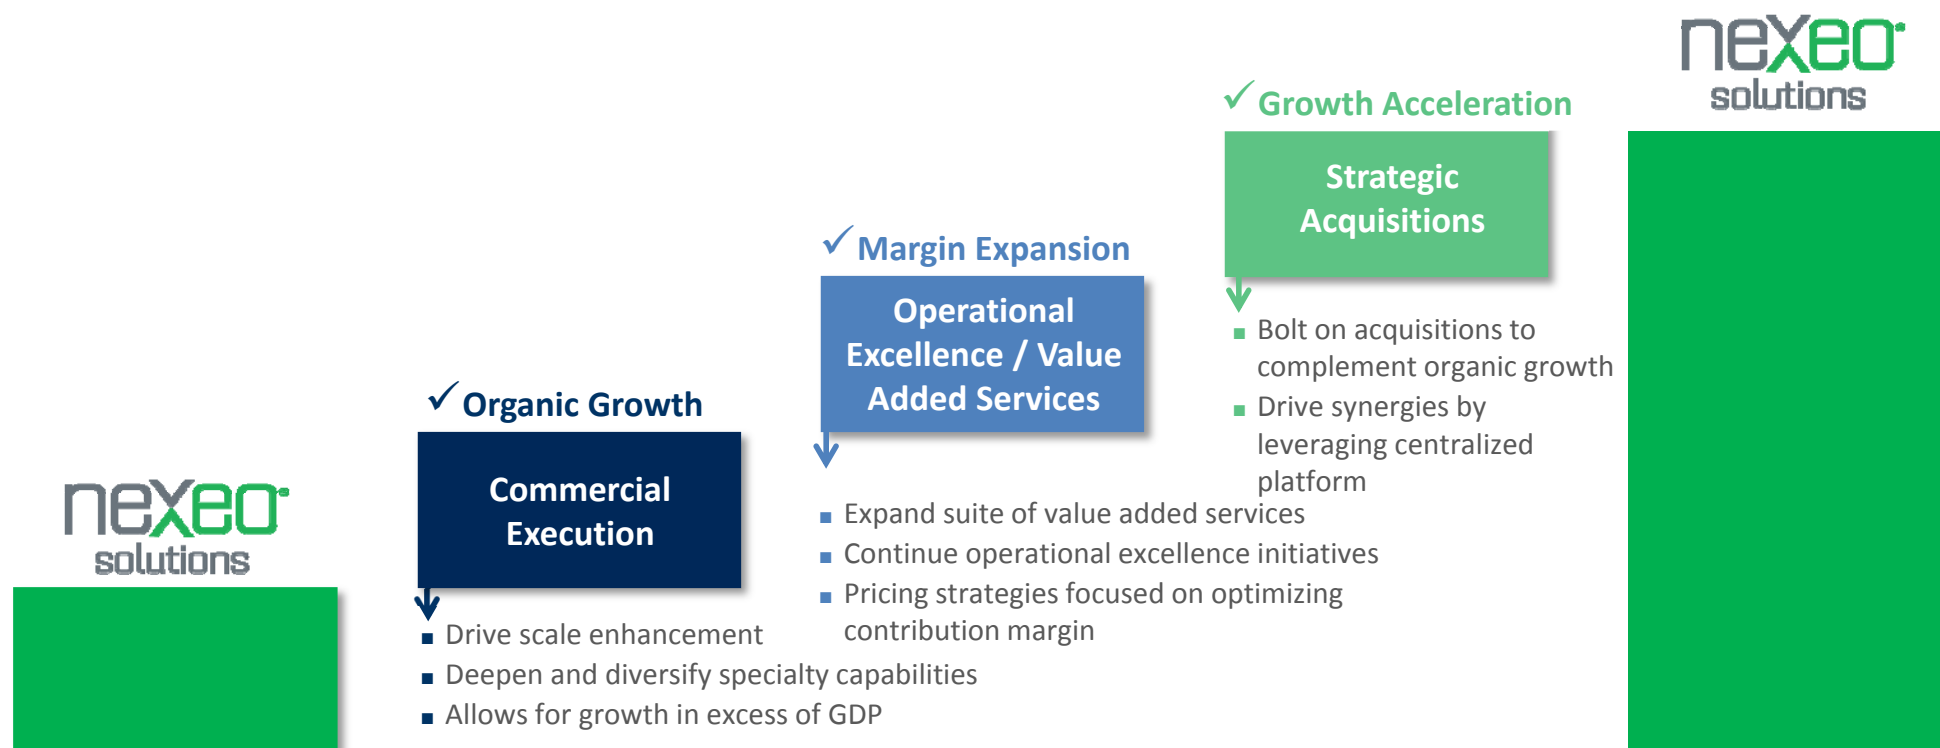 nexeo
solutions
✓ Organic Growth
Commercial
Execution
■ Drive scale enhancement
■ Deepen and diversify specialty capabilities
■ Allows for growth in excess of GDP
✓ Margin Expansion
Operational
Excellence / Value
Added Services
■ Expand suite of value added services
■ Continue operational excellence initiatives
■ Pricing strategies focused on optimizing
contribution margin
✓ Growth Acceleration
Strategic
Acquisitions
■ Bolt on acquisitions to
complement organic growth
■ Drive synergies by
leveraging centralized
platform
nexeo
solutions